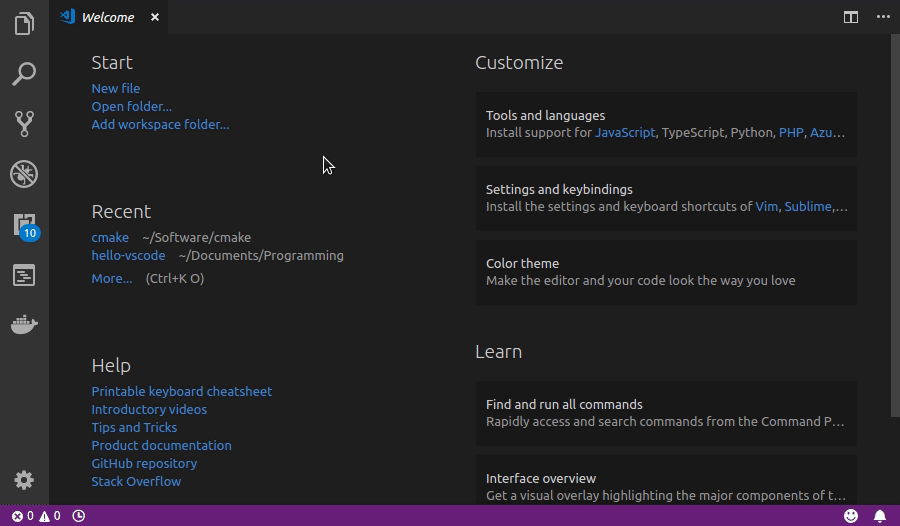 Welcome
Start
New file
Open folder...
Add workspace folder...
Recent
cmake ~/Software/cmake
hello-vscode ~/Documents/Programming
More... (Ctrl+K O)
Help
Printable keyboard cheatsheet
Introductory videos
Tips and Tricks
Product documentation
GitHub repository
Stack Overflow
Customize
Tools and languages
Install support for JavaScript, TypeScript, Python, PHP, Azu...
Settings and keybindings
Install the settings and keyboard shortcuts of Vim, Sublime,...
Color theme
Make the editor and your code look the way you love
Learn
Find and run all commands
Rapidly access and search commands from the Command P...
Interface overview
Get a visual overlay highlighting the major components of t...
10
0 0